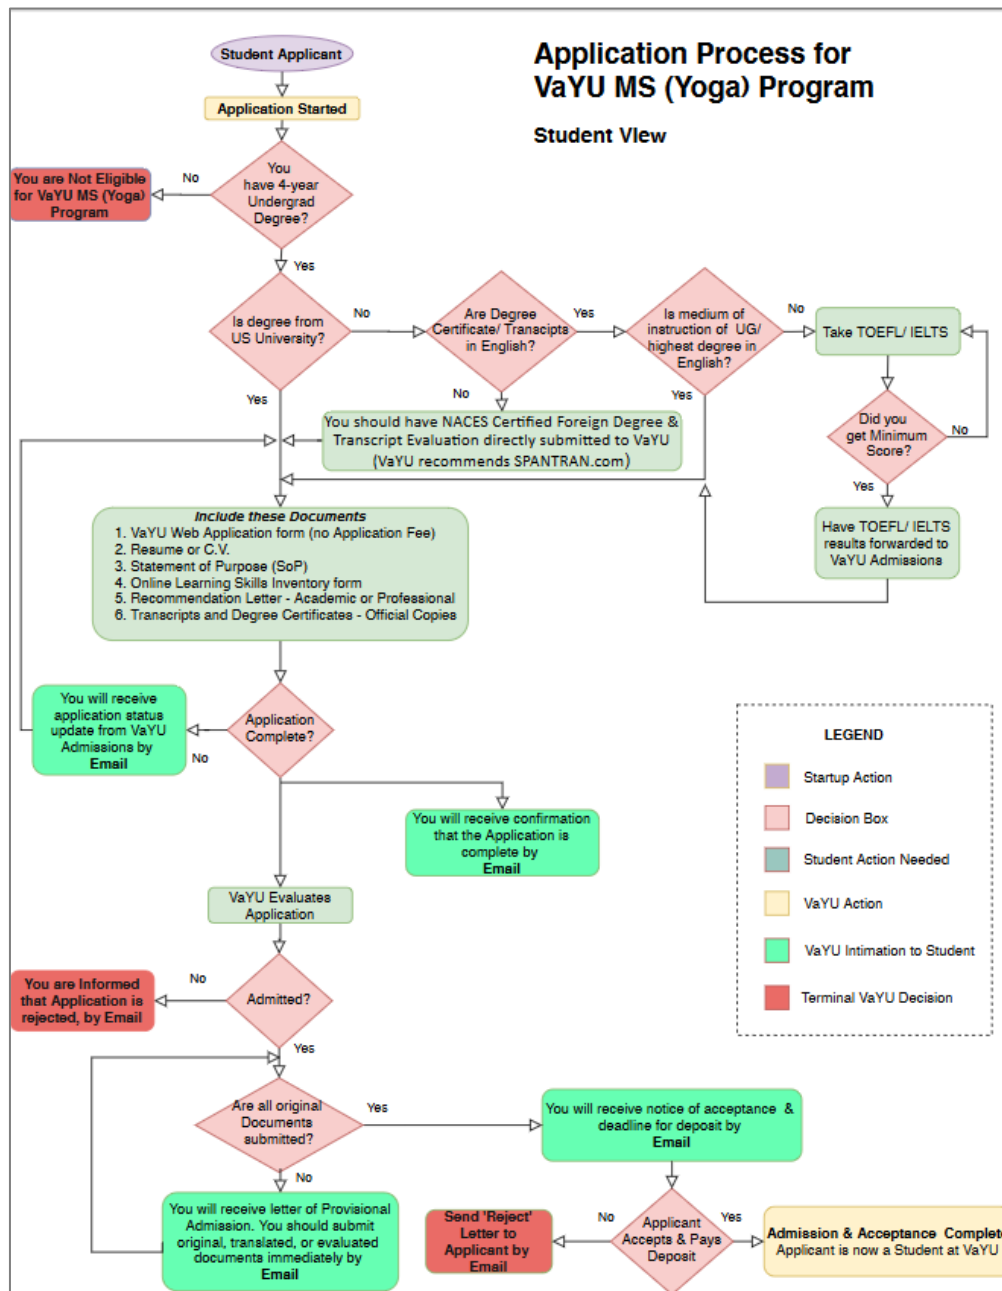 Application Process for
VaYU MS (Yoga) Program
Student View
Student Applicant
Application Started
You
have 4-year
Undergrad
Degree?
No
You are Not Eligible
for VaYU MS (Yoga)
Program
Yes
Is degree from
US University?
No
Are Degree
Certificate/ Transcipts
in English?
Yes
Is medium of
instruction of UG/
highest degree in
English?
No
Take TOEFL/ IELTS
Yes
No
Yes
You should have NACES Certified Foreign Degree &
Transcript Evaluation directly submitted to VaYU
(VaYU recommends SPANTRAN.com)
Did you
get Minimum
Score?
No
Yes
Have TOEFL/ IELTS
results forwarded to
VaYU Admissions
Include these Documents
1. VaYU Web Application form (no Application Fee)
2. Resume or C.V.
3. Statement of Purpose (SoP)
4. Online Learning Skills Inventory form
5. Recommendation Letter - Academic or Professional
6. Transcripts and Degree Certificates - Official Copies
Application
Complete?
No
You will receive
application status
update from VaYU
Admissions by
Email
You will receive confirmation
that the Application is
complete by
Email
VaYU Evaluates
Application
Admitted?
No
You are Informed
that Application is
rejected, by Email
Yes
Are all original
Documents
submitted?
Yes
You will receive notice of acceptance &
deadline for deposit by
Email
No
You will receive letter of Provisional
Admission. You should submit
original, translated, or evaluated
documents immediately by
Email
Applicant
Accepts & Pays
Deposit
No
Send 'Reject'
Letter to
Applicant by
Email
Yes
Admission & Acceptance Complete
Applicant is now a Student at VaYU
LEGEND
Startup Action
Decision Box
Student Action Needed
VaYU Action
VaYU Intimation to Student
Terminal VaYU Decision